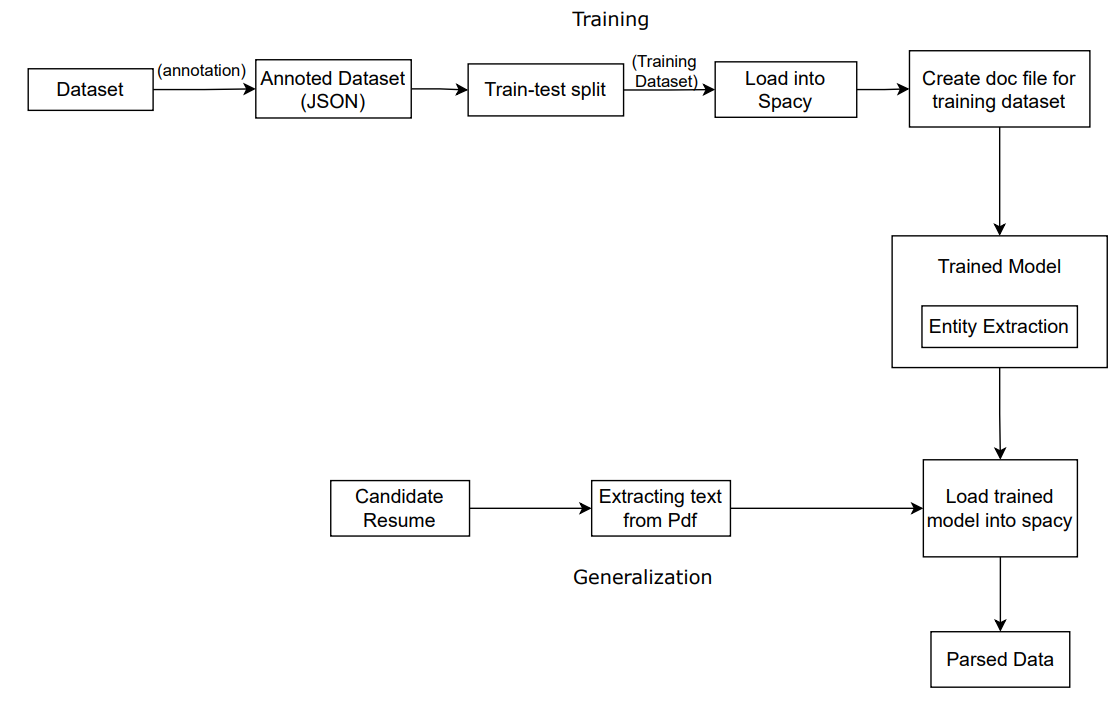 Training
Dataset
(annotation)
Annoted Dataset
(JSON)
Train-test split
(Training
Dataset)
Load into
Spacy
Create doc file for
training dataset
Trained Model
Entity Extraction
Candidate
Resume
Extracting text
from Pdf
Load trained
model into spacy
Generalization
Parsed Data